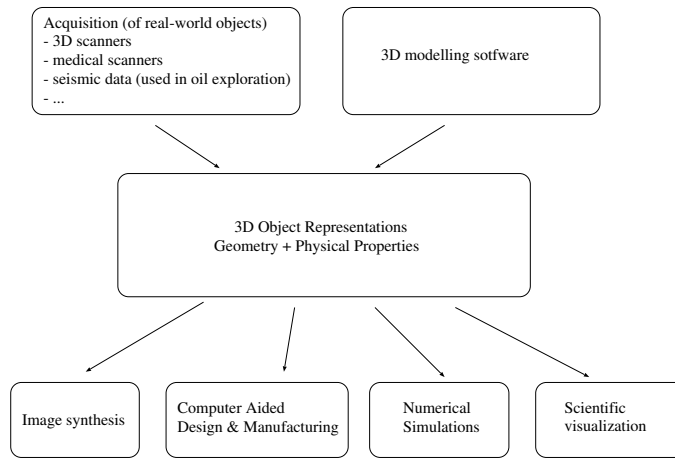 Acquisition (of real-world objects)
- 3D scanners
- medical scanners
- seismic data (used in oil exploration)
- ...
3D modelling sotfware
3D Object Representations
Geometry + Physical Properties
Image synthesis
Computer Aided
Design & Manufacturing
Numerical
Simulations
Scientific
visualization